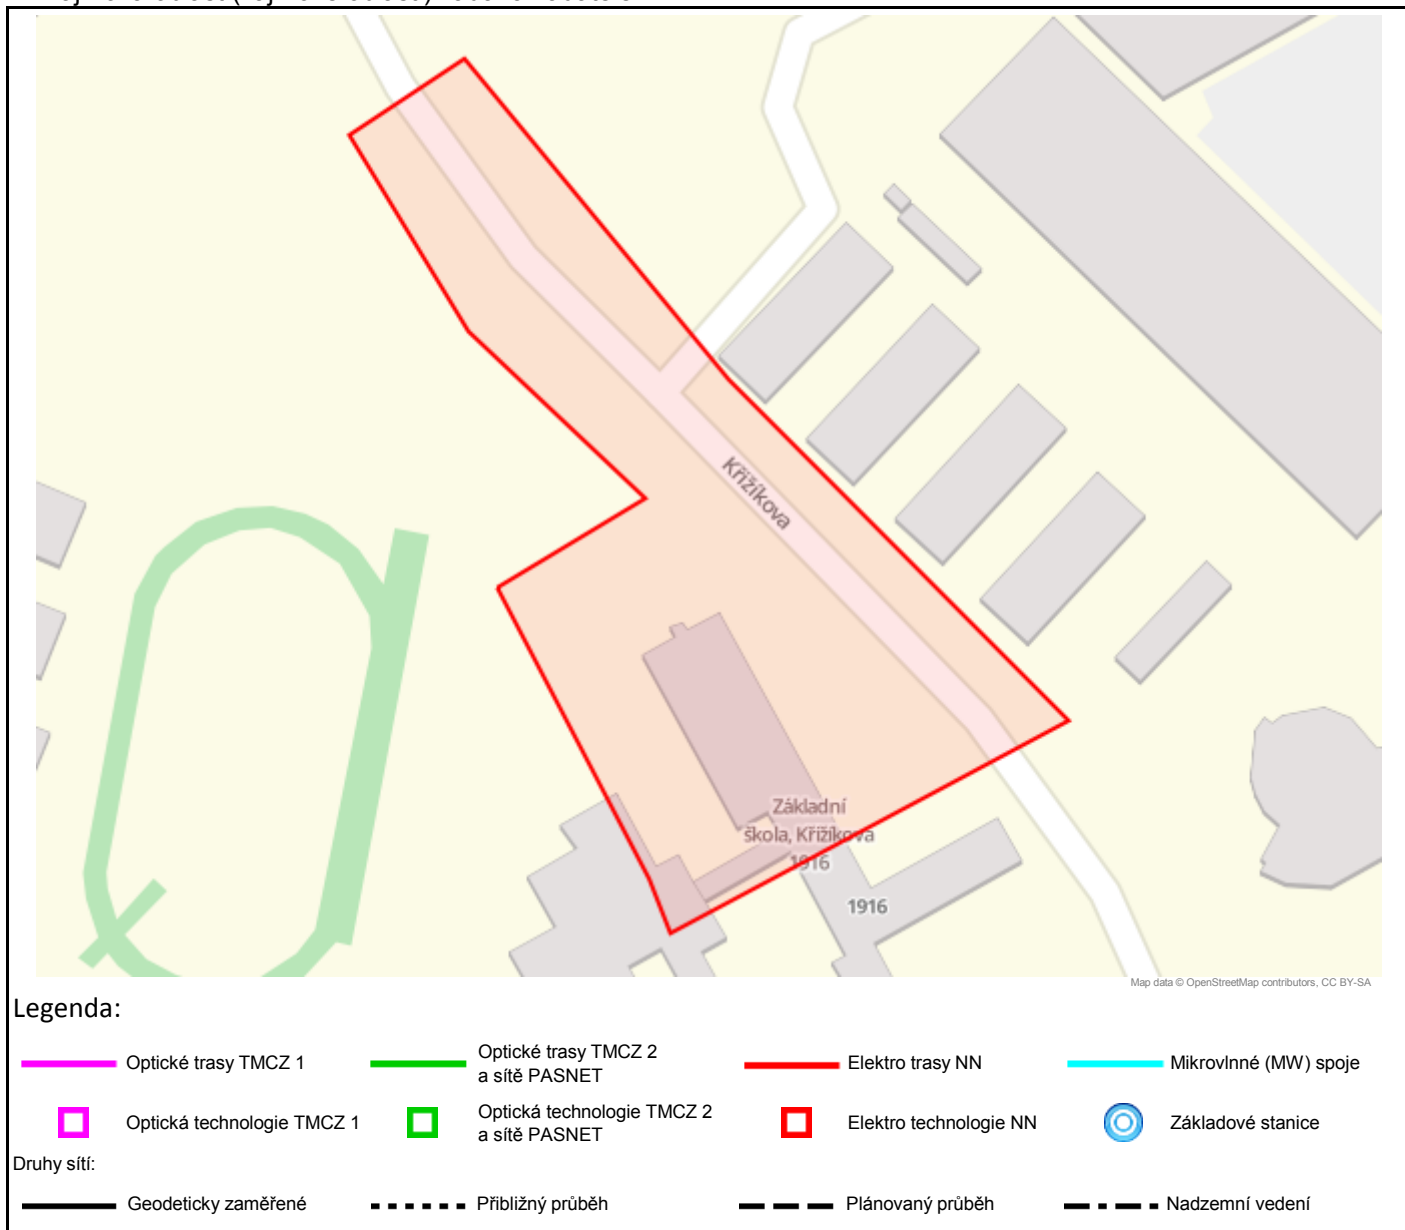 Křižíkova
Základní
škola, Křižíkova
1916
1916
Map data © OpenStreetMap contributors, CC BY-SA
Legenda:
Optické trasy TMCZ 1
Optické trasy TMCZ 2
a sítě PASNET
Elektro trasy NN
Mikrovlnné (MW) spoje
Optická technologie TMCZ 1
Optická technologie TMCZ 2
a sítě PASNET
Elektro technologie NN
Základové stanice
Druhy sítí:
Geodeticky zaměřené
Přibližný průběh
Plánovaný průběh
Nadzemní vedení